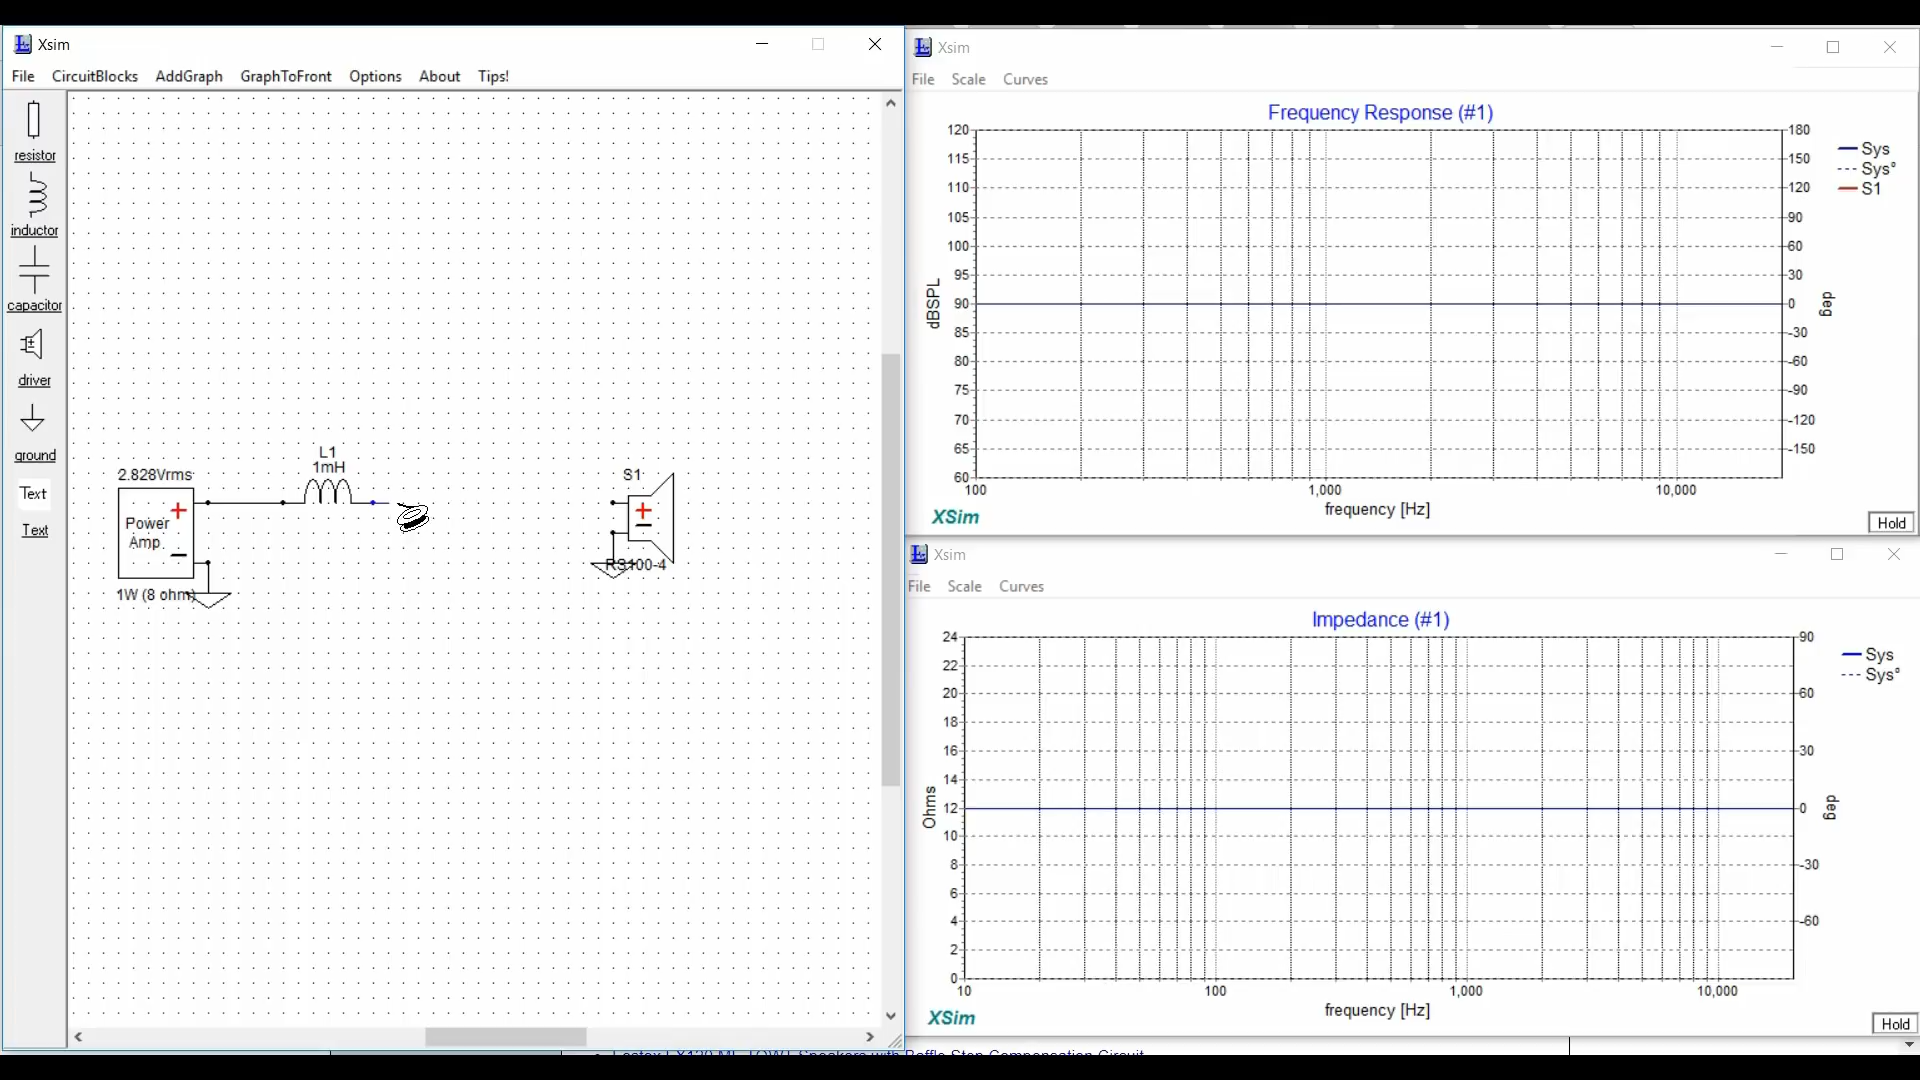 Xsim
File CircuitBlocks AddGraph GraphToFront Options About Tips!
resistor
inductor
capacitor
driver
ground
Text
Text
L1
1mH
2.828Vrms
+
Power
Amp
−
1W (8 ohm)
S1
+
−
RS100-4
Xsim
File Scale Curves
Frequency Response (#1)
120
115
110
105
100
95
90
85
80
75
70
65
60
dBSPL
180
150
120
90
60
30
0
-30
-60
-90
-120
-150
deg
100 1,000 10,000
frequency [Hz]
Sys
Sys°
S1
XSim
Hold
Xsim
File Scale Curves
Impedance (#1)
24
22
20
18
16
14
12
10
8
6
4
2
0
Ohms
90
60
30
0
-30
-60
deg
10 100 1,000 10,000
frequency [Hz]
Sys
Sys°
XSim
Hold